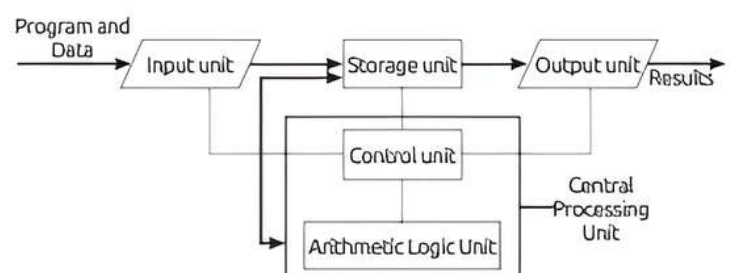 Program and
Data
Input unit
Storage unit
Output unit
Results
Control unit
Central
Processing
Unit
Arithmetic Logic Unit